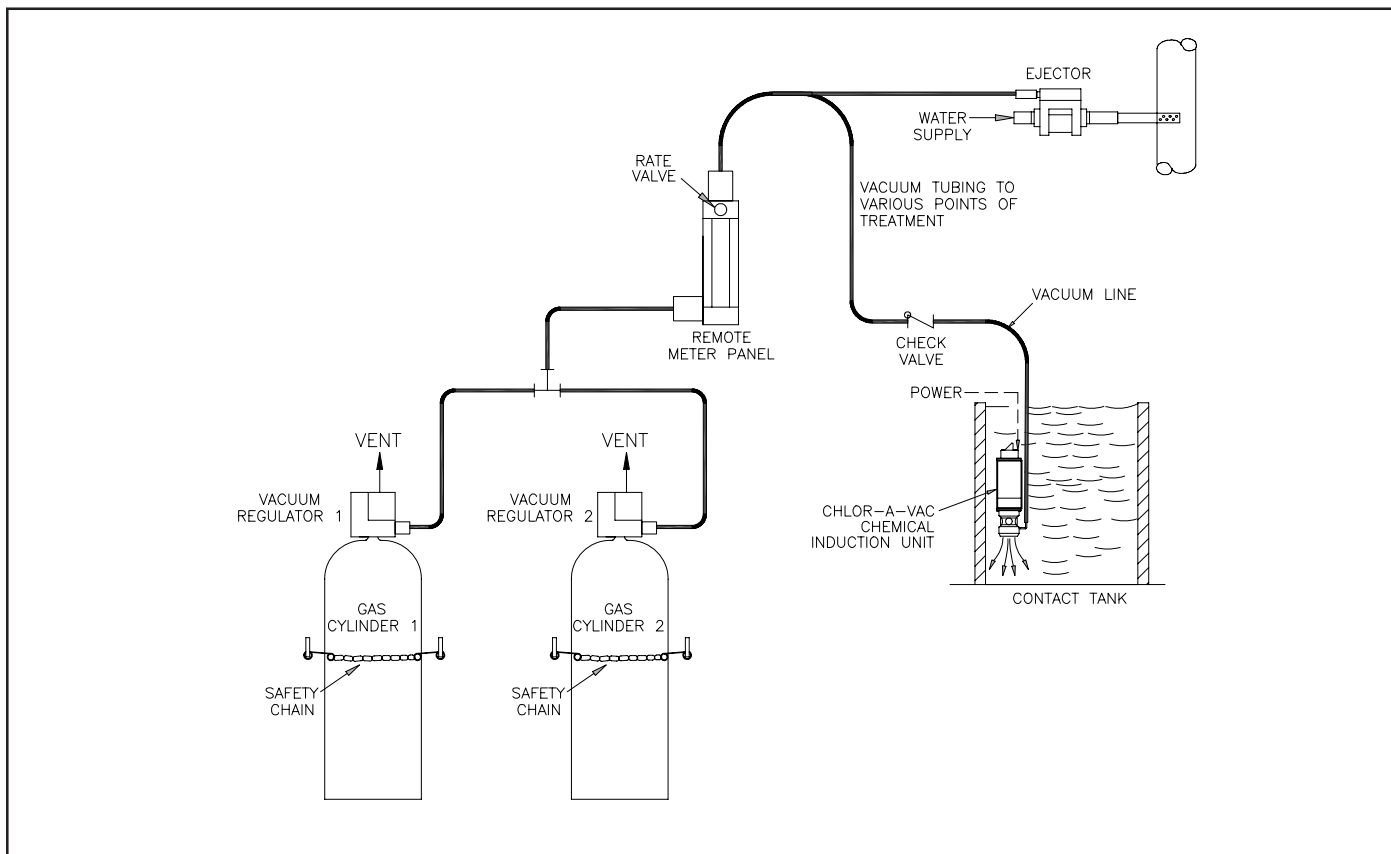 EJECTOR
WATER
SUPPLY
RATE
VALVE
VACUUM TUBING TO
VARIOUS POINTS OF
TREATMENT
VACUUM LINE
REMOTE
METER PANEL
CHECK
VALVE
POWER
VENT
VENT
VACUUM
REGULATOR 1
VACUUM
REGULATOR 2
CHLOR-A-VAC
CHEMICAL
INDUCTION UNIT
CONTACT TANK
GAS
CYLINDER 1
GAS
CYLINDER 2
SAFETY
CHAIN
SAFETY
CHAIN